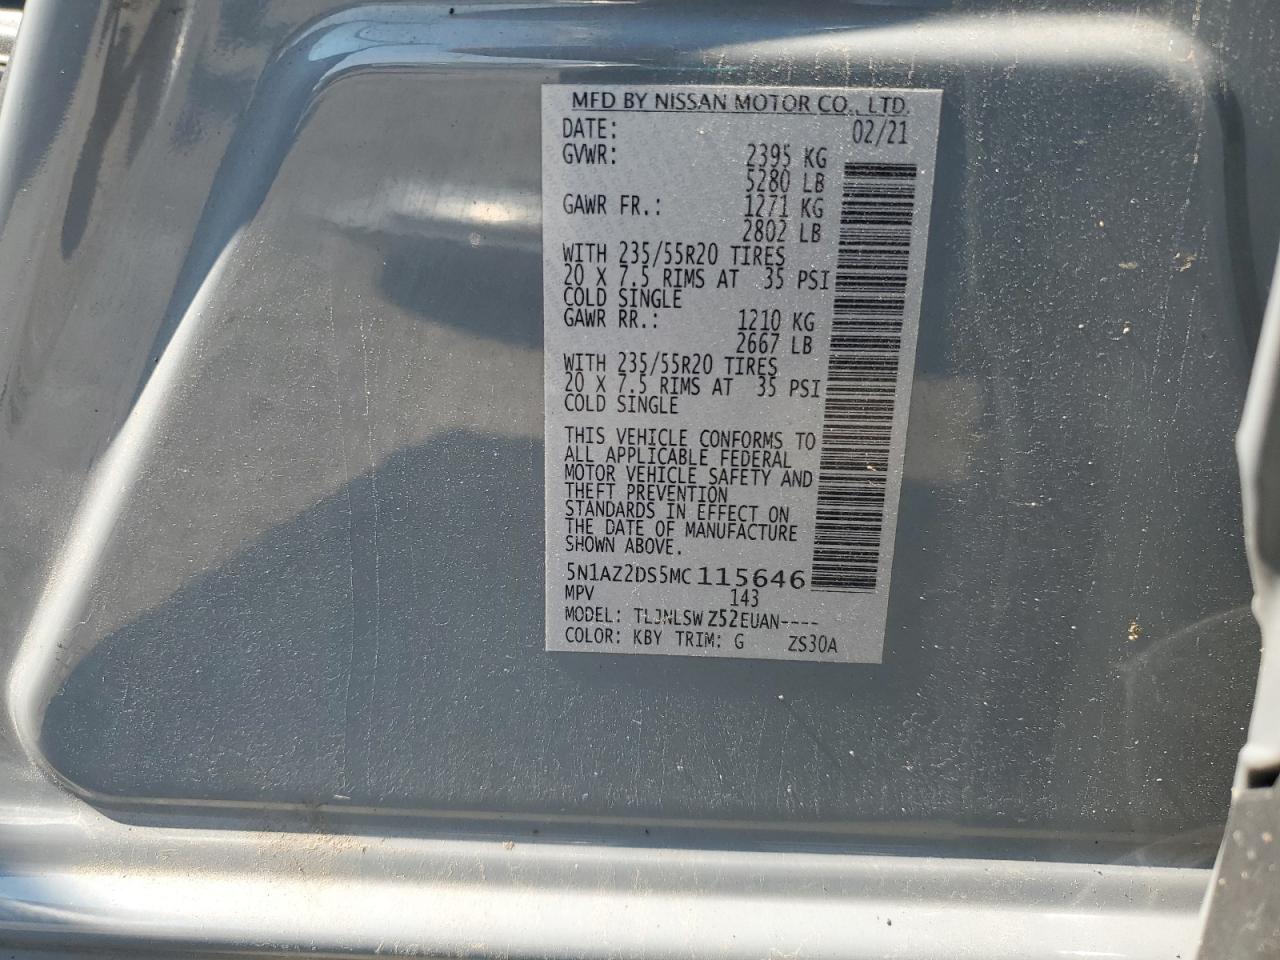 MFD BY NISSAN MOTOR CO., LTD.
DATE: 02/21
GVWR: 2395 KG
5280 LB
GAWR FR.: 1271 KG
2802 LB
WITH 235/55R20 TIRES
20 X 7.5 RIMS AT 35 PSI
COLD SINGLE
GAWR RR.: 1210 KG
2667 LB
WITH 235/55R20 TIRES
20 X 7.5 RIMS AT 35 PSI
COLD SINGLE
THIS VEHICLE CONFORMS TO
ALL APPLICABLE FEDERAL
MOTOR VEHICLE SAFETY AND
THEFT PREVENTION
STANDARDS IN EFFECT ON
THE DATE OF MANUFACTURE
SHOWN ABOVE.
5N1AZ2DS5MC115646
MPV 143
MODEL: TLJNLSW Z52EUAN----
COLOR: KBY TRIM: G ZS30A